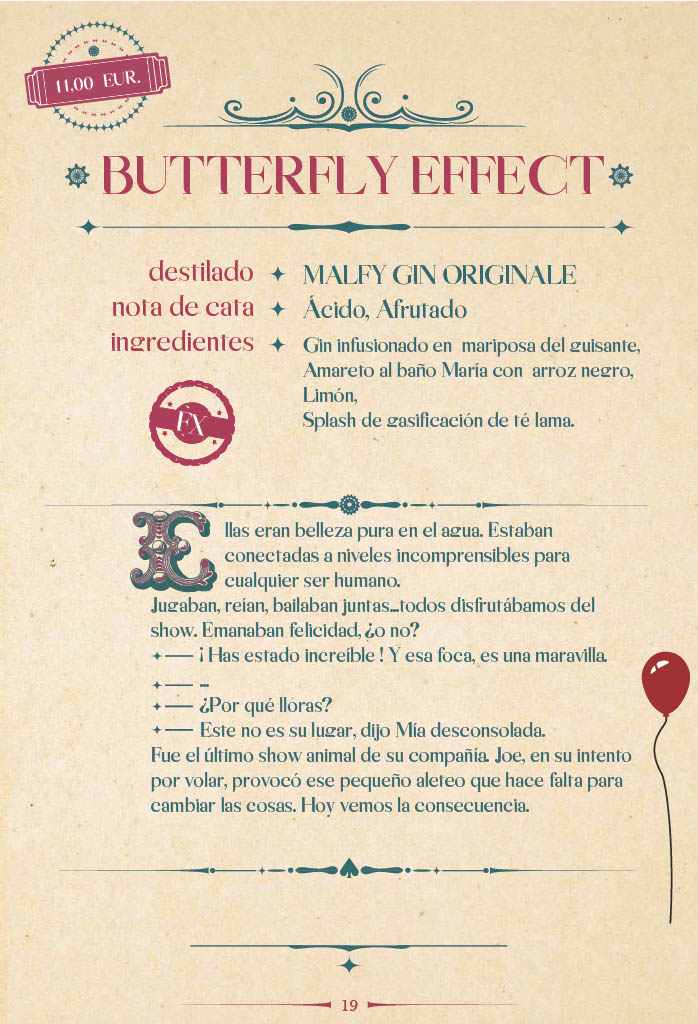 11,00 EUR.
BUTTERFLY EFFECT
destilado MALFY GIN ORIGINALE
nota de cata Ácido, Afrutado
ingredientes Gin infusionado en mariposa del guisante,
Amareto al baño María con arroz negro,
Limón,
Splash de gasificación de té lama.
FX
Ellas eran belleza pura en el agua. Estaban
conectadas a niveles incomprensibles para
cualquier ser humano.
Jugaban, reían, bailaban juntas...todos disfrutábamos del
show. Emanaban felicidad, ¿o no?
— ¡ Has estado increíble ! Y esa foca, es una maravilla.
— ...
— ¿Por qué lloras?
— Este no es su lugar, dijo Mía desconsolada.
Fue el último show animal de su compañía. Joe, en su intento
por volar, provocó ese pequeño aleteo que hace falta para
cambiar las cosas. Hoy vemos la consecuencia.
19